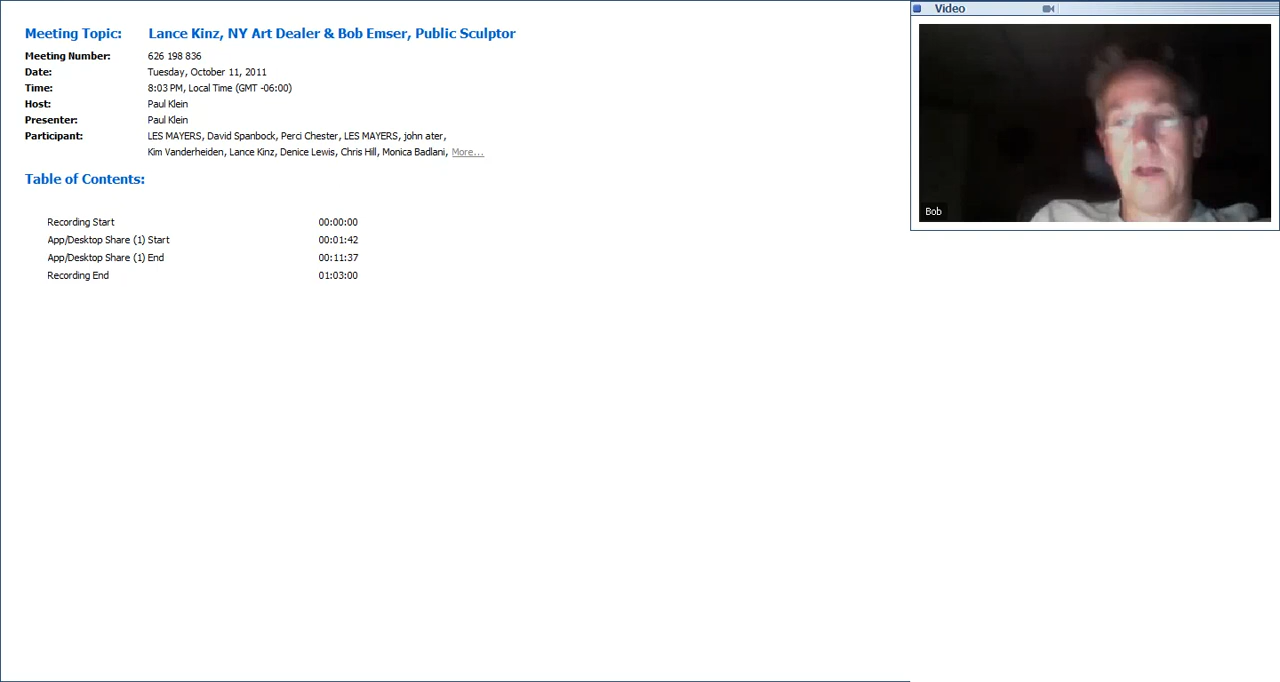 Meeting Topic: Lance Kinz, NY Art Dealer & Bob Emser, Public Sculptor
Meeting Number: 626 198 836
Date: Tuesday, October 11, 2011
Time: 8:03 PM, Local Time (GMT -06:00)
Host: Paul Klein
Presenter: Paul Klein
Participant: LES MAYERS, David Spanbock, Perci Chester, LES MAYERS, john ater,
Kim Vanderheiden, Lance Kinz, Denice Lewis, Chris Hill, Monica Badlani, More...
Table of Contents:
Recording Start 00:00:00
App/Desktop Share (1) Start 00:01:42
App/Desktop Share (1) End 00:11:37
Recording End 01:03:00
Video
Bob